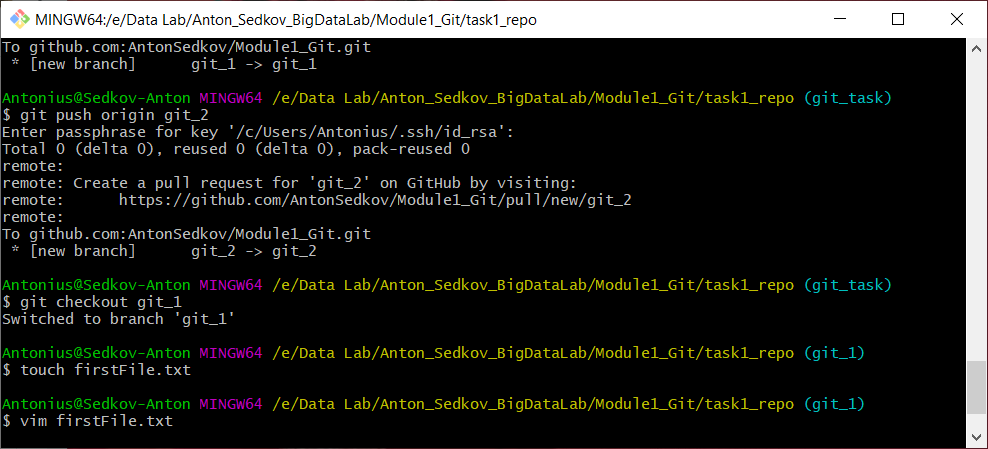 MINGW64:/e/Data Lab/Anton_Sedkov_BigDataLab/Module1_Git/task1_repo
To github.com:AntonSedkov/Module1_Git.git
 * [new branch]      git_1 -> git_1
Antonius@Sedkov-Anton MINGW64 /e/Data Lab/Anton_Sedkov_BigDataLab/Module1_Git/task1_repo (git_task)
$ git push origin git_2
Enter passphrase for key '/c/Users/Antonius/.ssh/id_rsa':
Total 0 (delta 0), reused 0 (delta 0), pack-reused 0
remote:
remote: Create a pull request for 'git_2' on GitHub by visiting:
remote:      https://github.com/AntonSedkov/Module1_Git/pull/new/git_2
remote:
To github.com:AntonSedkov/Module1_Git.git
 * [new branch]      git_2 -> git_2
Antonius@Sedkov-Anton MINGW64 /e/Data Lab/Anton_Sedkov_BigDataLab/Module1_Git/task1_repo (git_task)
$ git checkout git_1
Switched to branch 'git_1'
Antonius@Sedkov-Anton MINGW64 /e/Data Lab/Anton_Sedkov_BigDataLab/Module1_Git/task1_repo (git_1)
$ touch firstFile.txt
Antonius@Sedkov-Anton MINGW64 /e/Data Lab/Anton_Sedkov_BigDataLab/Module1_Git/task1_repo (git_1)
$ vim firstFile.txt